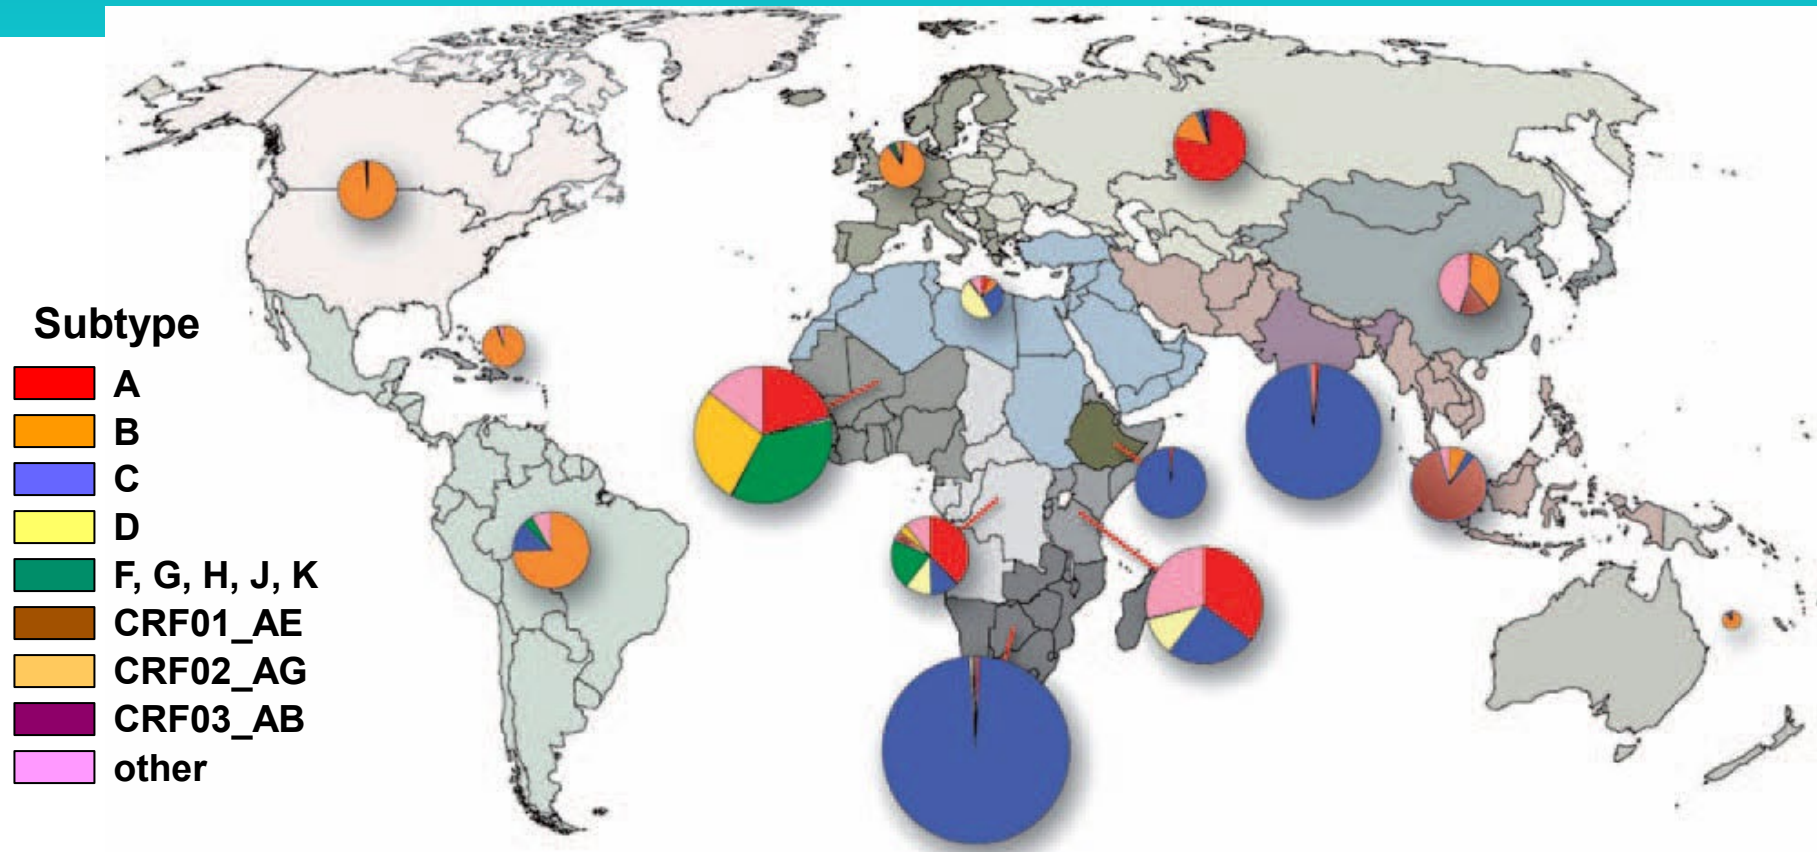 Subtype
A
B
C
D
F, G, H, J, K
CRF01_AE
CRF02_AG
CRF03_AB
other